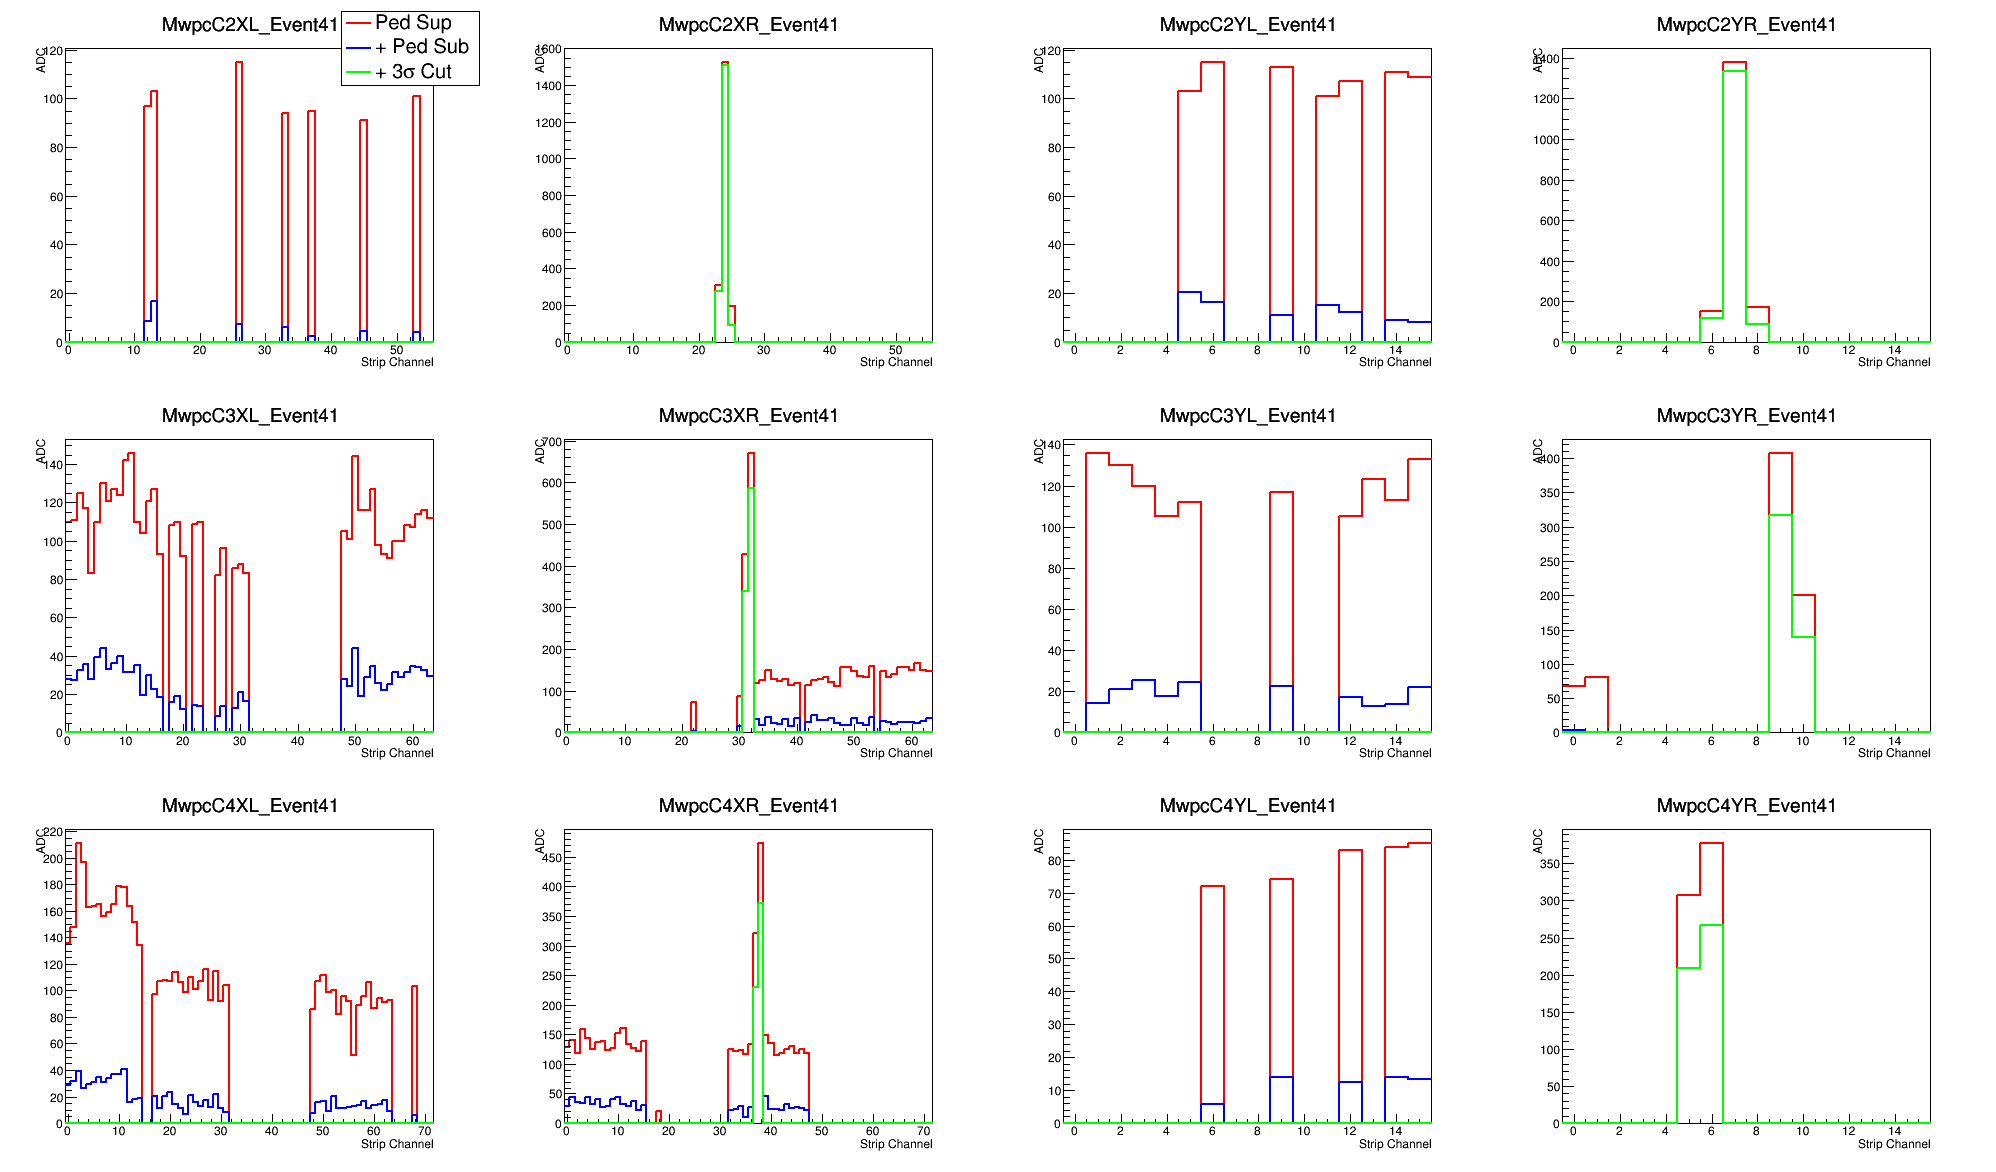 MwpcC2XL_Event41
Ped Sup
+ Ped Sub
+ 3σ Cut
ADC
120
100
80
60
40
20
0
0 10 20 30 40 50
Strip Channel
MwpcC2XR_Event41
ADC
1600
1400
1200
1000
800
600
400
200
0
0 10 20 30 40 50
Strip Channel
MwpcC2YL_Event41
ADC
120
100
80
60
40
20
0
0 2 4 6 8 10 12 14
Strip Channel
MwpcC2YR_Event41
ADC
1400
1200
1000
800
600
400
200
0
0 2 4 6 8 10 12 14
Strip Channel
MwpcC3XL_Event41
ADC
140
120
100
80
60
40
20
0
0 10 20 30 40 50 60
Strip Channel
MwpcC3XR_Event41
ADC
700
600
500
400
300
200
100
0
0 10 20 30 40 50 60
Strip Channel
MwpcC3YL_Event41
ADC
140
120
100
80
60
40
20
0
0 2 4 6 8 10 12 14
Strip Channel
MwpcC3YR_Event41
ADC
400
350
300
250
200
150
100
50
0
0 2 4 6 8 10 12 14
Strip Channel
MwpcC4XL_Event41
ADC
220
200
180
160
140
120
100
80
60
40
20
0
0 10 20 30 40 50 60 70
Strip Channel
MwpcC4XR_Event41
ADC
450
400
350
300
250
200
150
100
50
0
0 10 20 30 40 50 60 70
Strip Channel
MwpcC4YL_Event41
ADC
80
70
60
50
40
30
20
10
0
0 2 4 6 8 10 12 14
Strip Channel
MwpcC4YR_Event41
ADC
350
300
250
200
150
100
50
0
0 2 4 6 8 10 12 14
Strip Channel